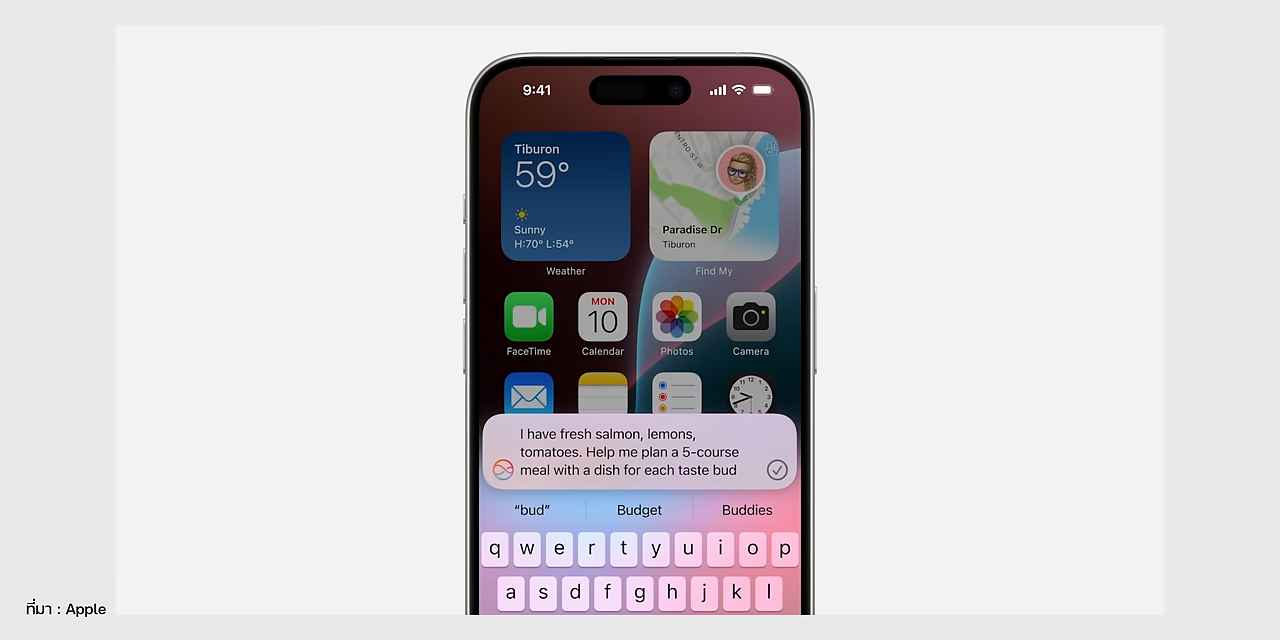 9:41
Tiburon
59°
Sunny
H:70° L:54°
Weather
Paradise Dr
Tiburon
Find My
MON
10
FaceTime
Calendar
Photos
Camera
I have fresh salmon, lemons,
tomatoes. Help me plan a 5-course
meal with a dish for each taste bud
“bud” Budget Buddies
q w e r t y u i o p
a s d f g h j k l
ที่มา : Apple